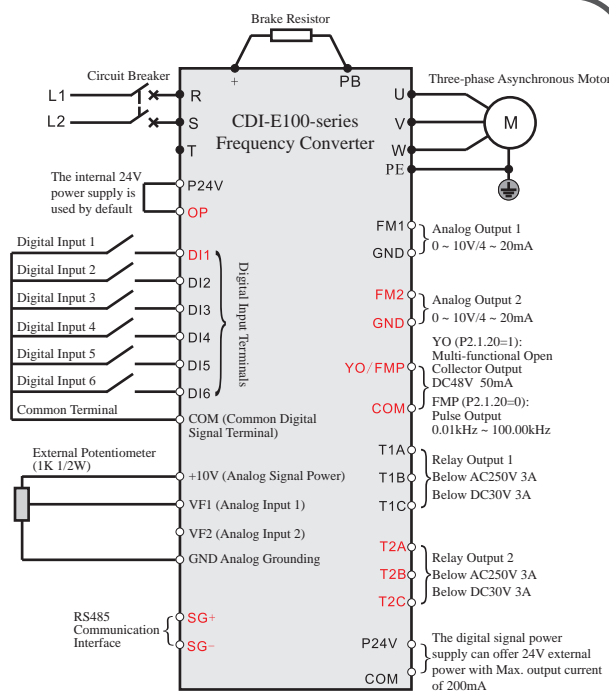 Brake Resistor
Circuit Breaker
+
PB
Three-phase Asynchronous Motor
L1
R
U
L2
S
CDI-E100-series
V
M
Frequency Converter
T
W
PE
The internal 24V
power supply is
used by default
P24V
OP
FM1
Analog Output 1
0 ~ 10V/4 ~ 20mA
GND
Digital Input 1
DI1
Digital Input 2
DI2
Digital Input 3
DI3
Digital Input 4
DI4
Digital Input 5
DI5
Digital Input 6
DI6
Digital Input Terminals
FM2
Analog Output 2
0 ~ 10V/4 ~ 20mA
GND
YO/FMP
YO (P2.1.20=1):
Multi-functional Open
Collector Output
DC48V 50mA
COM
FMP (P2.1.20=0):
Pulse Output
0.01kHz ~ 100.00kHz
Common Terminal
COM (Common Digital
Signal Terminal)
External Potentiometer
(1K 1/2W)
+10V (Analog Signal Power)
VF1 (Analog Input 1)
VF2 (Analog Input 2)
GND Analog Grounding
T1A
T1B
T1C
Relay Output 1
Below AC250V 3A
Below DC30V 3A
T2A
T2B
T2C
Relay Output 2
Below AC250V 3A
Below DC30V 3A
RS485
Communication
Interface
SG+
SG-
P24V
COM
The digital signal power
supply can offer 24V external
power with Max. output current
of 200mA